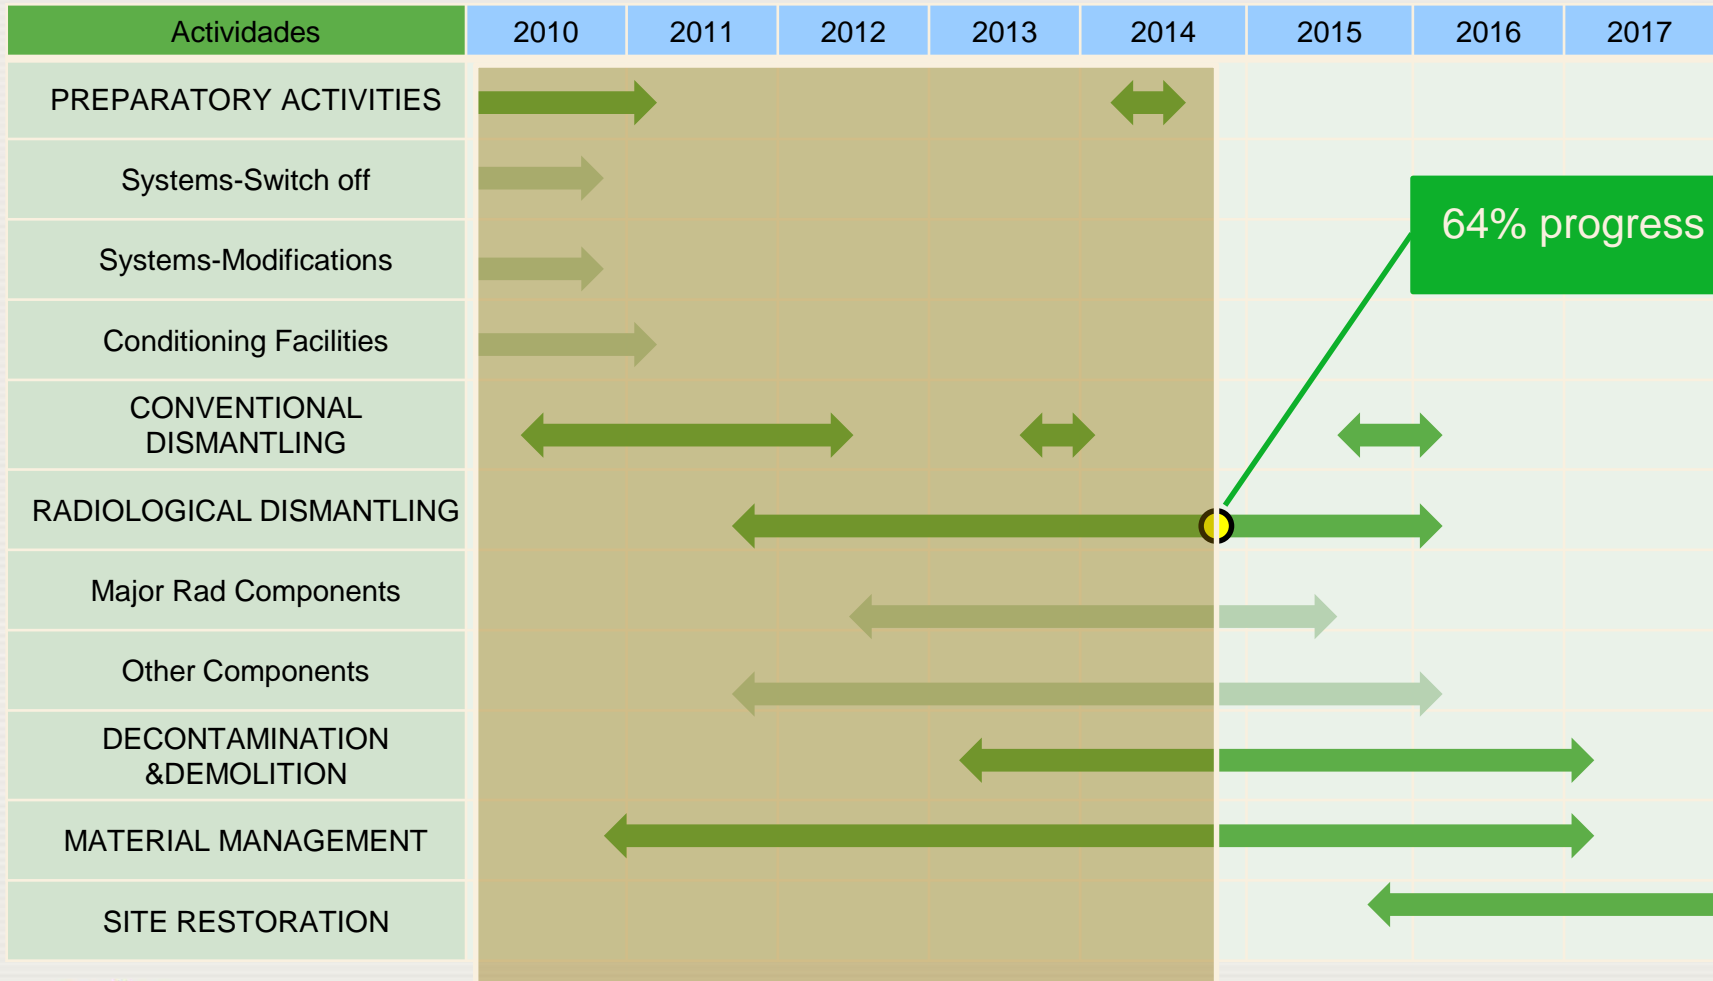 Actividades 2010 2011 2012 2013 2014 2015 2016 2017
PREPARATORY ACTIVITIES
Systems-Switch off
64% progress
Systems-Modifications
Conditioning Facilities
CONVENTIONAL
DISMANTLING
RADIOLOGICAL DISMANTLING
Major Rad Components
Other Components
DECONTAMINATION
&DEMOLITION
MATERIAL MANAGEMENT
SITE RESTORATION